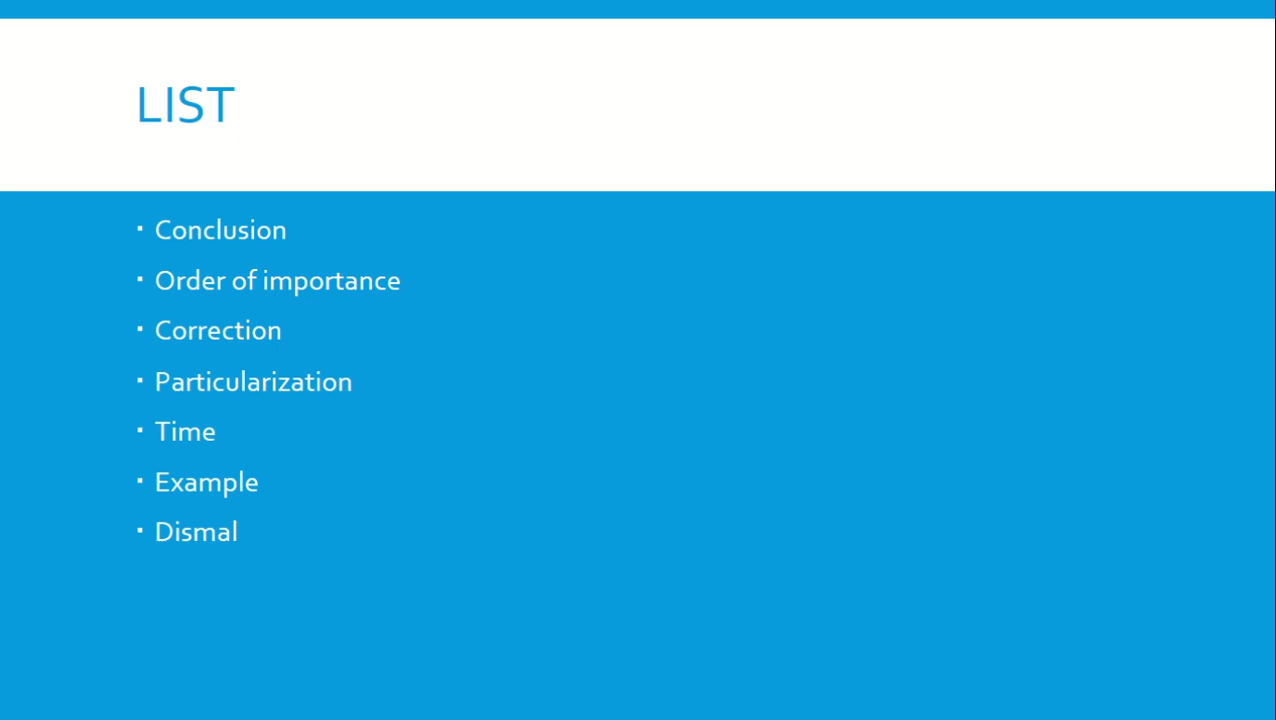 LIST
▪ Conclusion
▪ Order of importance
▪ Correction
▪ Particularization
▪ Time
▪ Example
▪ Dismal